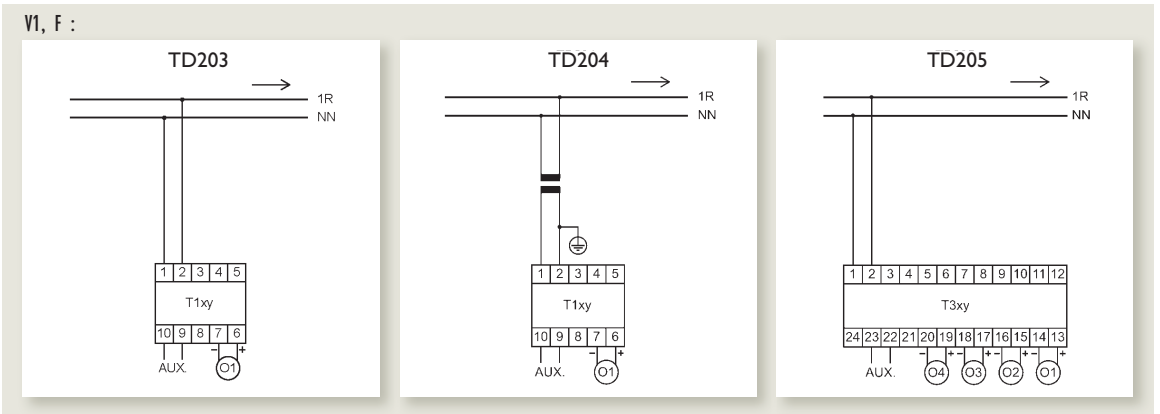 V1, F :
TD203
1R
NN
1 2 3 4 5
T1xy
10 9 8 7 6
- +
AUX. O1
TD204
1R
NN
1 2 3 4 5
T1xy
10 9 8 7 6
- +
AUX. O1
TD205
1R
NN
1 2 3 4 5 6 7 8 9 10 11 12
T3xy
24 23 22 21 20 19 18 17 16 15 14 13
- + - + - + - +
AUX. O4 O3 O2 O1